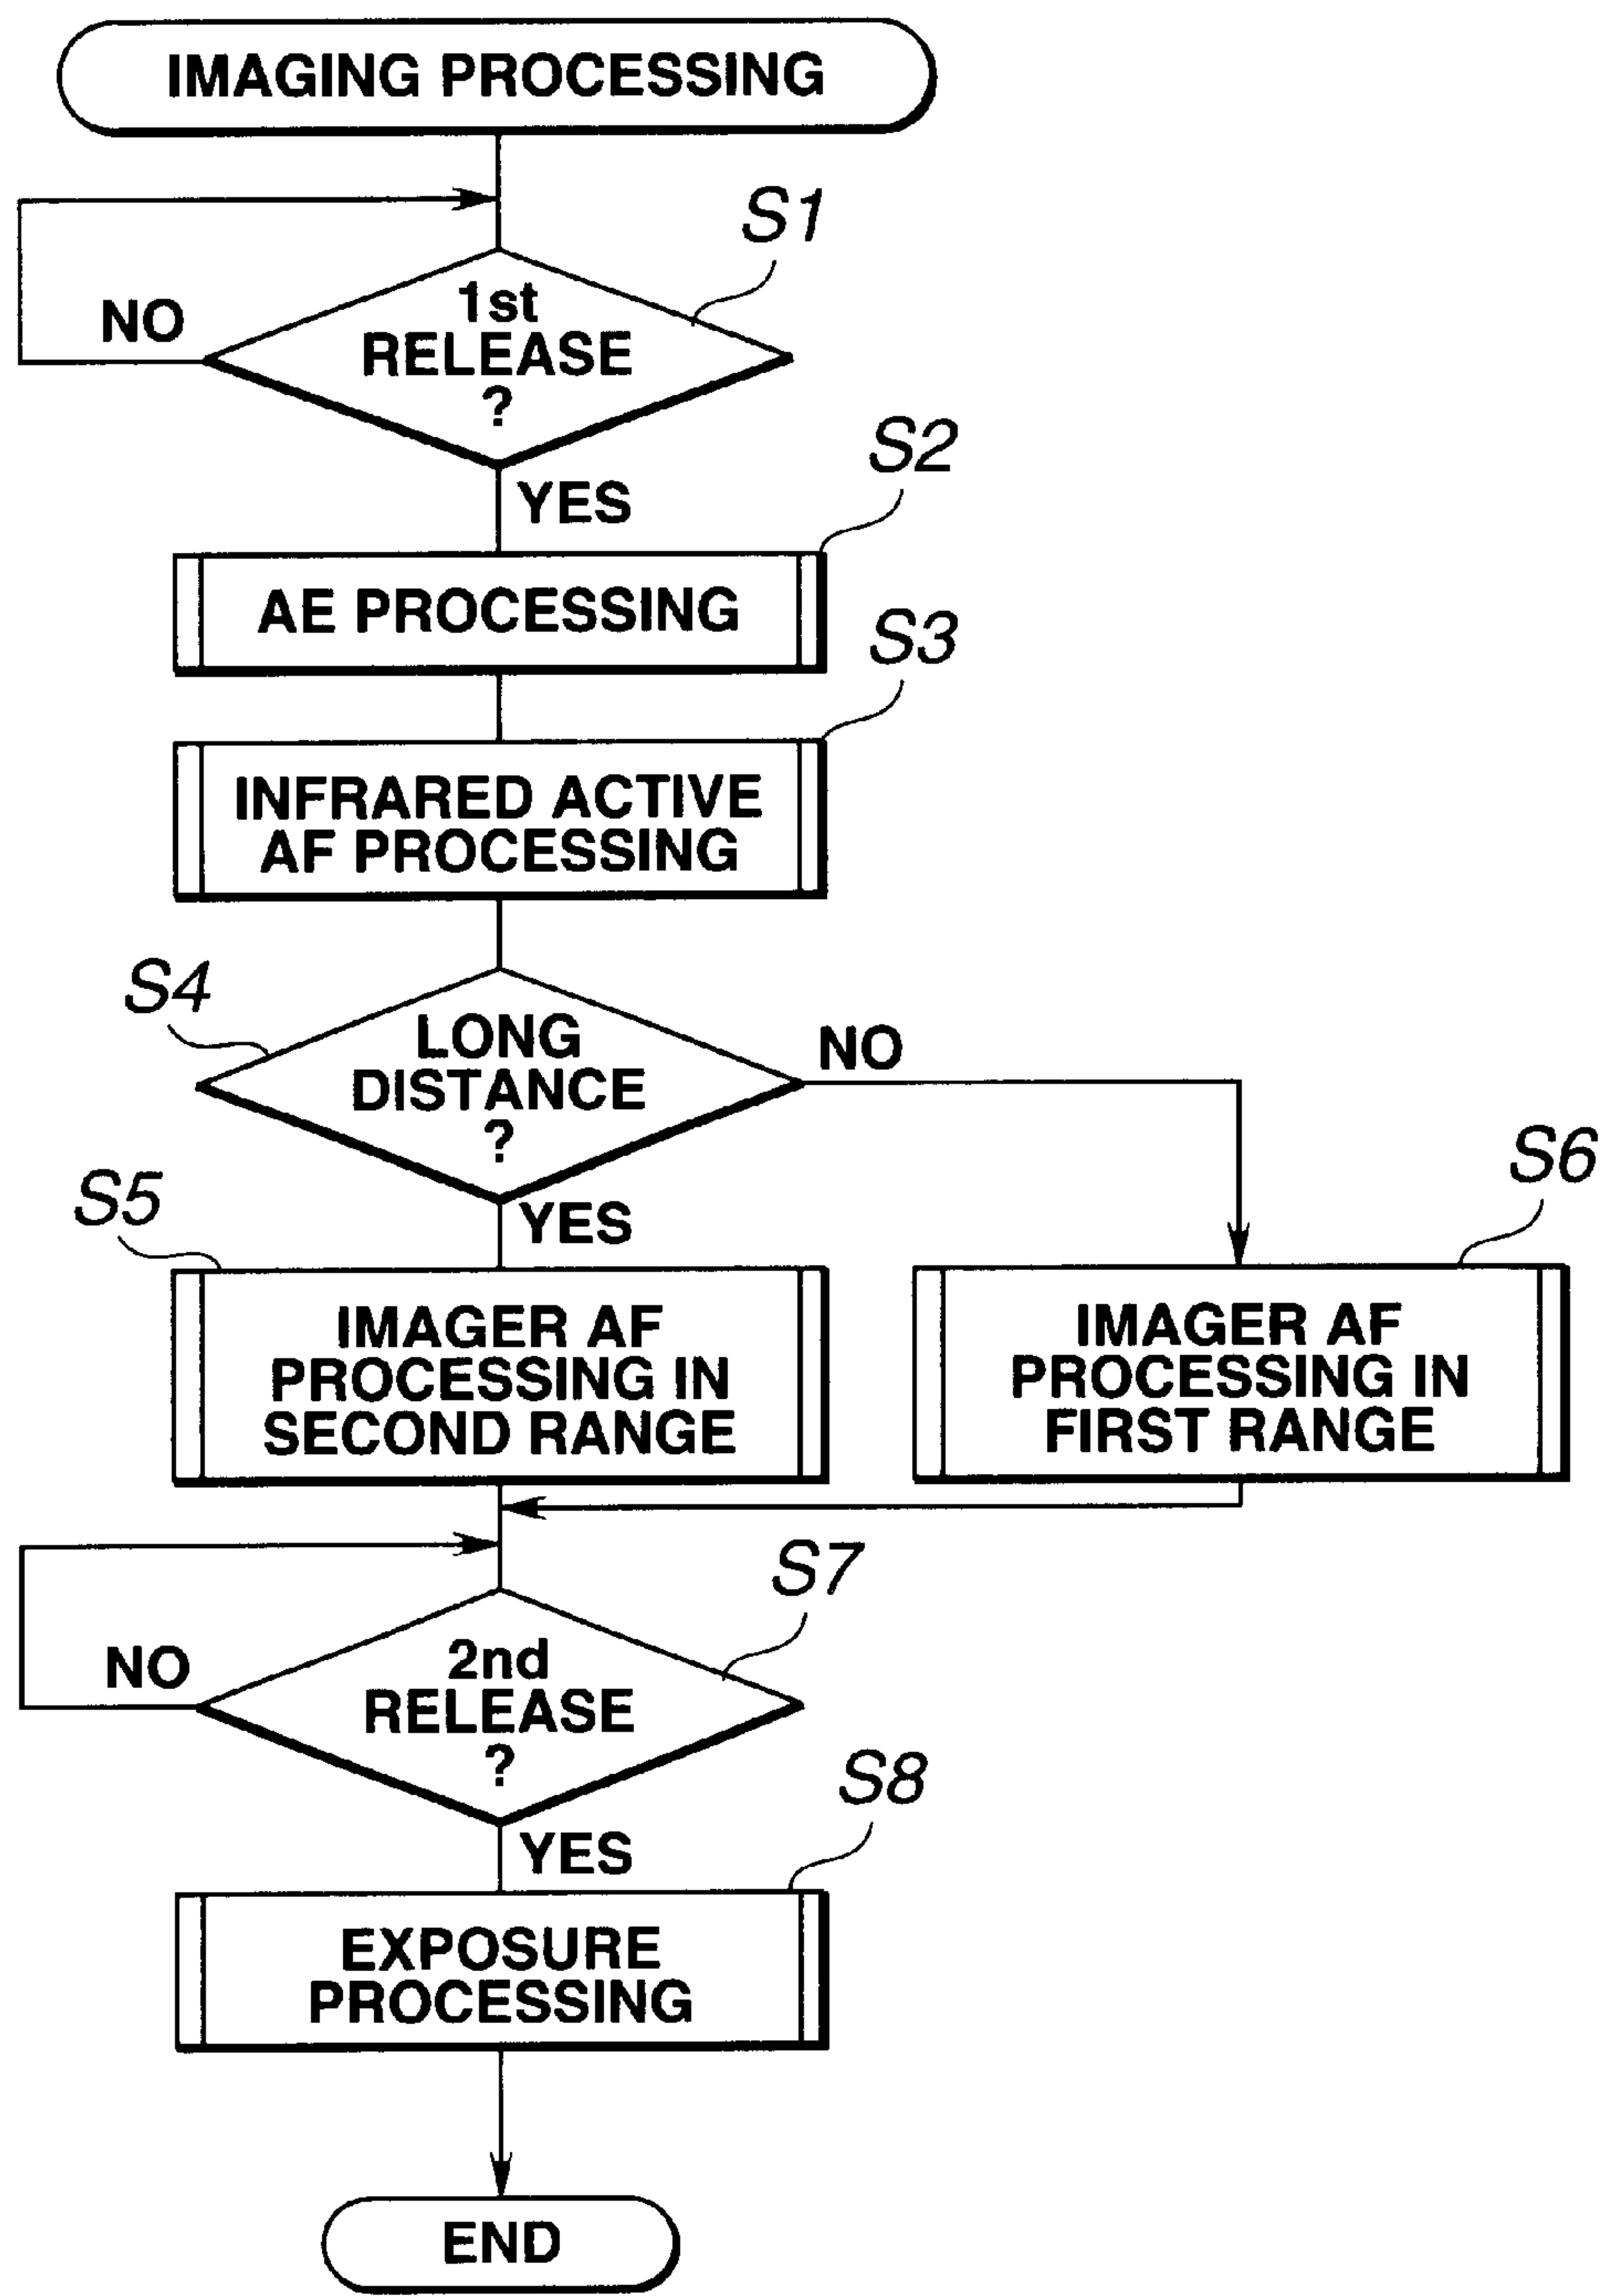 IMAGING PROCESSING
S1
1st
RELEASE
?
NO
YES
S2
AE PROCESSING
S3
INFRARED ACTIVE
AF PROCESSING
S4
LONG
DISTANCE
?
NO
YES
S5
IMAGER AF
PROCESSING IN
SECOND RANGE
S6
IMAGER AF
PROCESSING IN
FIRST RANGE
S7
2nd
RELEASE
?
NO
YES
S8
EXPOSURE
PROCESSING
END